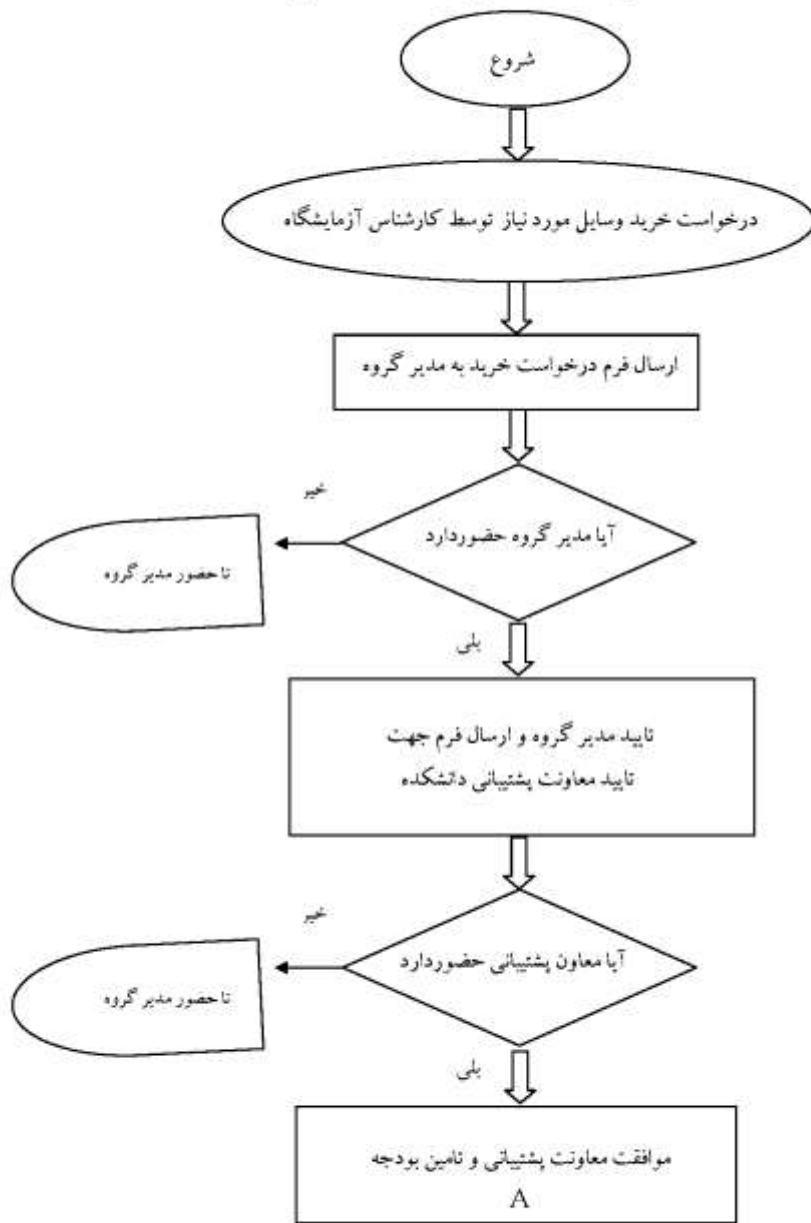 شروع
درخواست خرید وسایل مورد نیاز توسط کارشناس آزمایشگاه
ارسال فرم درخواست خرید به مدیر گروه
آیا مدیر گروه حضوردارد
خیر
تا حضور مدیر گروه
بلی
تایید مدیر گروه و ارسال فرم جهت
تایید معاونت پشتیبانی دانشکده
آیا معاون پشتیبانی حضوردارد
خیر
تا حضور مدیر گروه
بلی
موافقت معاونت پشتیبانی و تامین بودجه
A